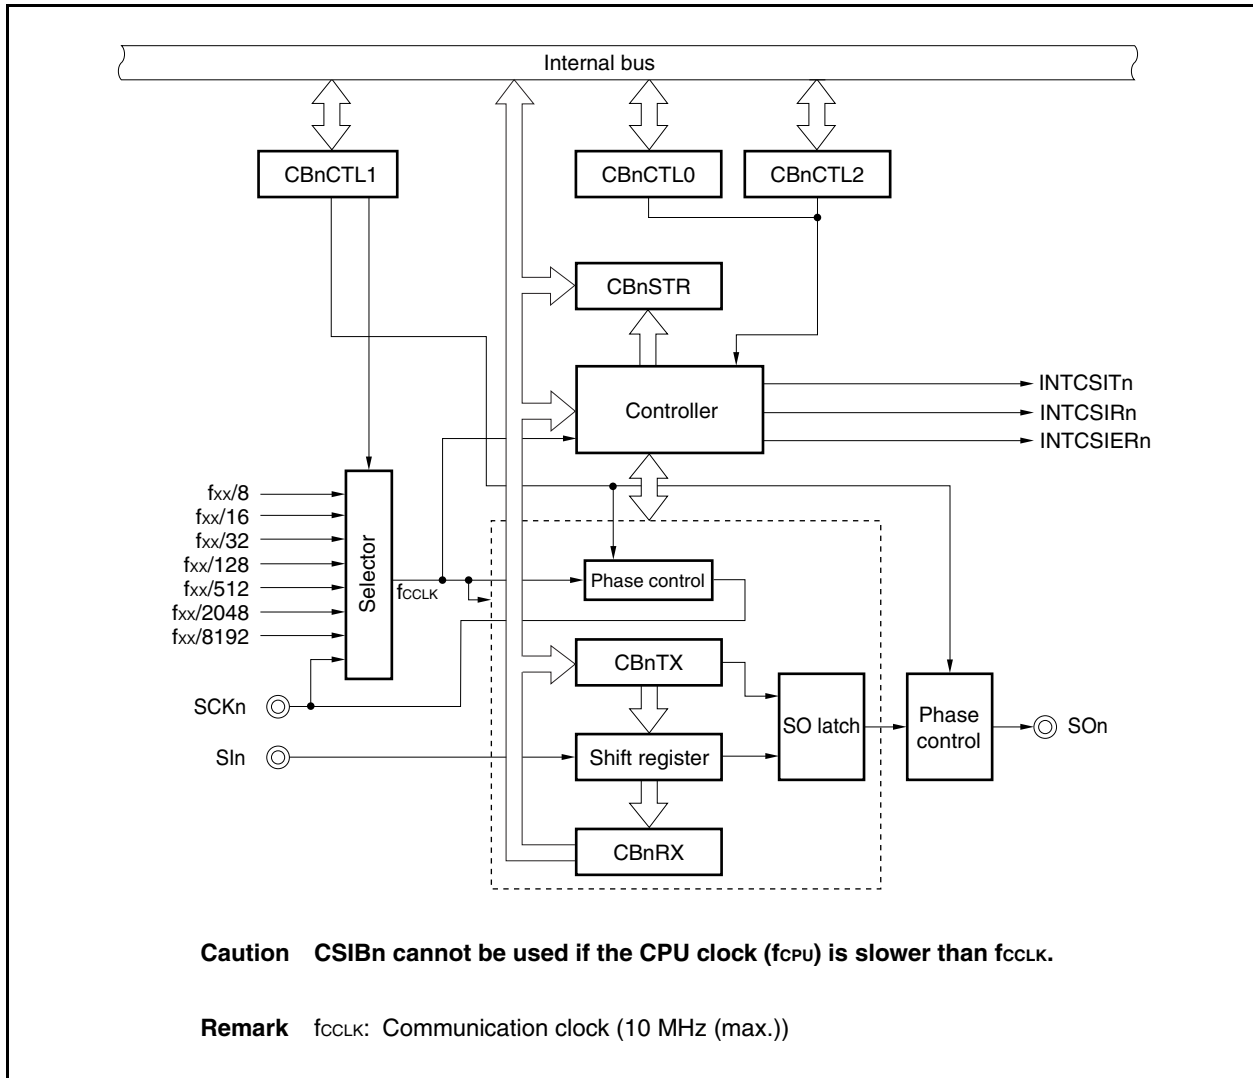 Internal bus
CBnCTL1
CBnCTL0
CBnCTL2
CBnSTR
Controller
INTCSITn
INTCSIRn
INTCSIERn
fxx/8
fxx/16
fxx/32
fxx/128
fxx/512
fxx/2048
fxx/8192
Selector
fCCLK
Phase control
CBnTX
SO latch
Phase
control
SOn
SCKn
SIn
Shift register
CBnRX
Caution CSIBn cannot be used if the CPU clock (fCPU) is slower than fCCLK.
Remark fCCLK: Communication clock (10 MHz (max.))